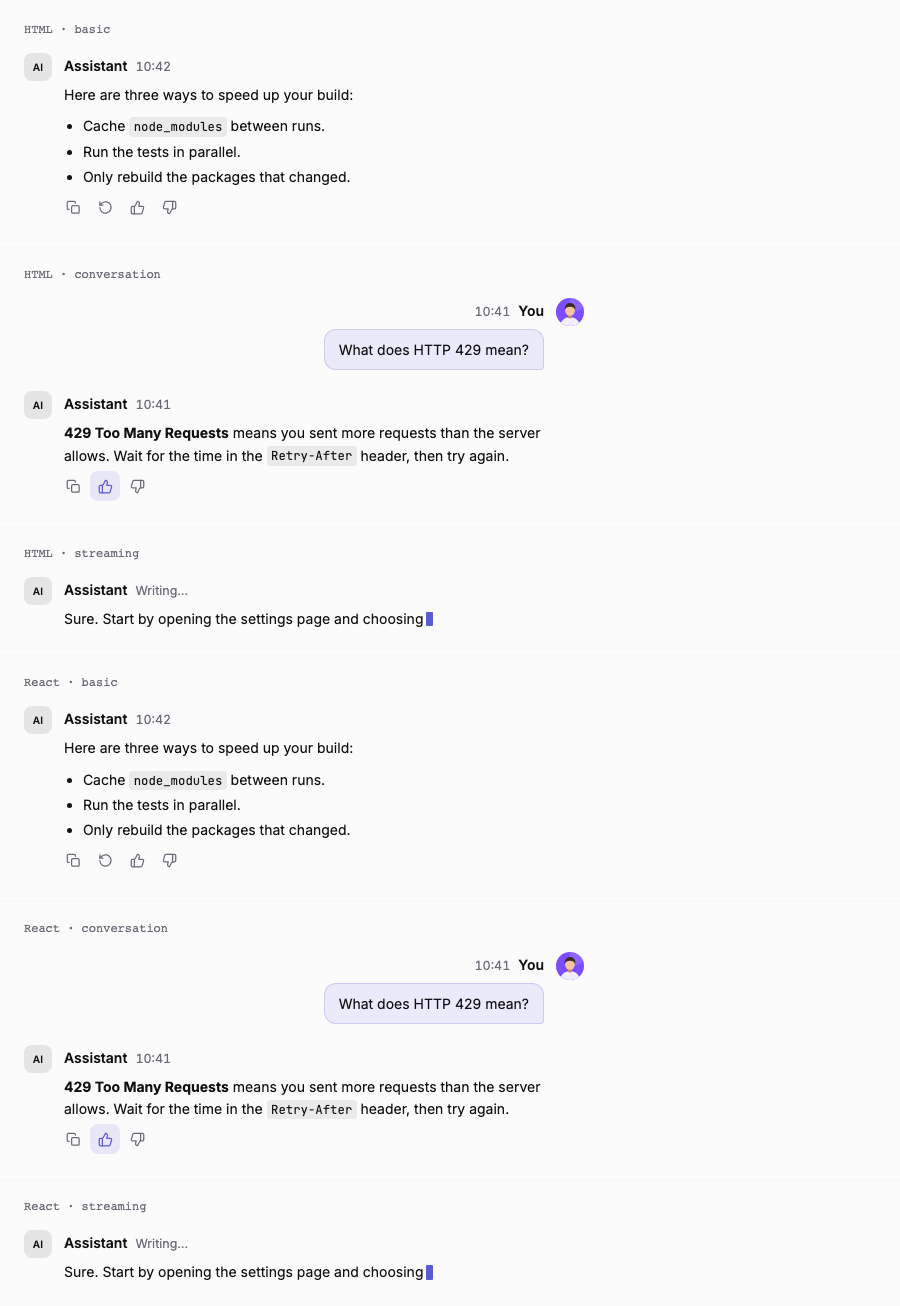 HTML · basic
AI Assistant 10:42
Here are three ways to speed up your build:
• Cache node_modules between runs.
• Run the tests in parallel.
• Only rebuild the packages that changed.
HTML · conversation
10:41 You
What does HTTP 429 mean?
AI Assistant 10:41
429 Too Many Requests means you sent more requests than the server
allows. Wait for the time in the Retry-After header, then try again.
HTML · streaming
AI Assistant Writing…
Sure. Start by opening the settings page and choosing
React · basic
AI Assistant 10:42
Here are three ways to speed up your build:
• Cache node_modules between runs.
• Run the tests in parallel.
• Only rebuild the packages that changed.
React · conversation
10:41 You
What does HTTP 429 mean?
AI Assistant 10:41
429 Too Many Requests means you sent more requests than the server
allows. Wait for the time in the Retry-After header, then try again.
React · streaming
AI Assistant Writing…
Sure. Start by opening the settings page and choosing